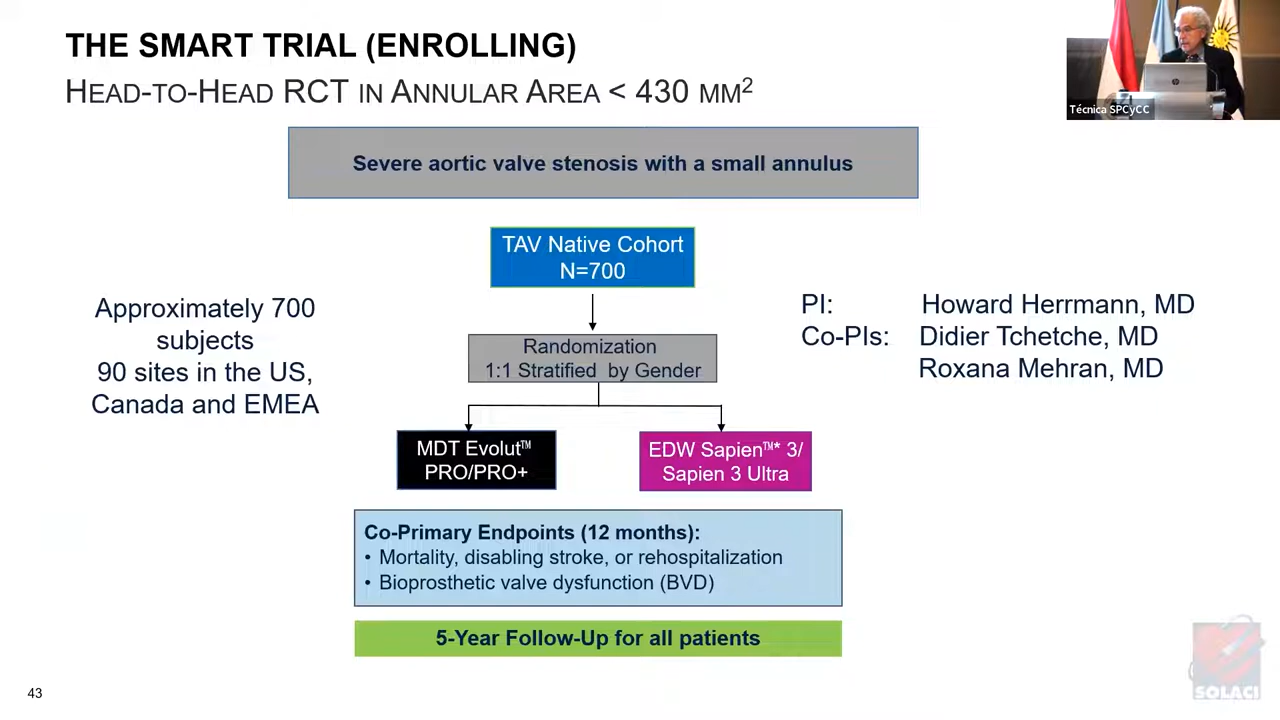 THE SMART TRIAL (ENROLLING)
HEAD-TO-HEAD RCT IN ANNULAR AREA < 430 MM²
Técnica SPCyCC
Severe aortic valve stenosis with a small annulus
TAV Native Cohort
N=700
Approximately 700
subjects
90 sites in the US,
Canada and EMEA
PI: Howard Herrmann, MD
Co-PIs: Didier Tchetche, MD
Roxana Mehran, MD
Randomization
1:1 Stratified by Gender
MDT Evolut™
PRO/PRO+
EDW Sapien™* 3/
Sapien 3 Ultra
Co-Primary Endpoints (12 months):
• Mortality, disabling stroke, or rehospitalization
• Bioprosthetic valve dysfunction (BVD)
5-Year Follow-Up for all patients
43
SOLACI